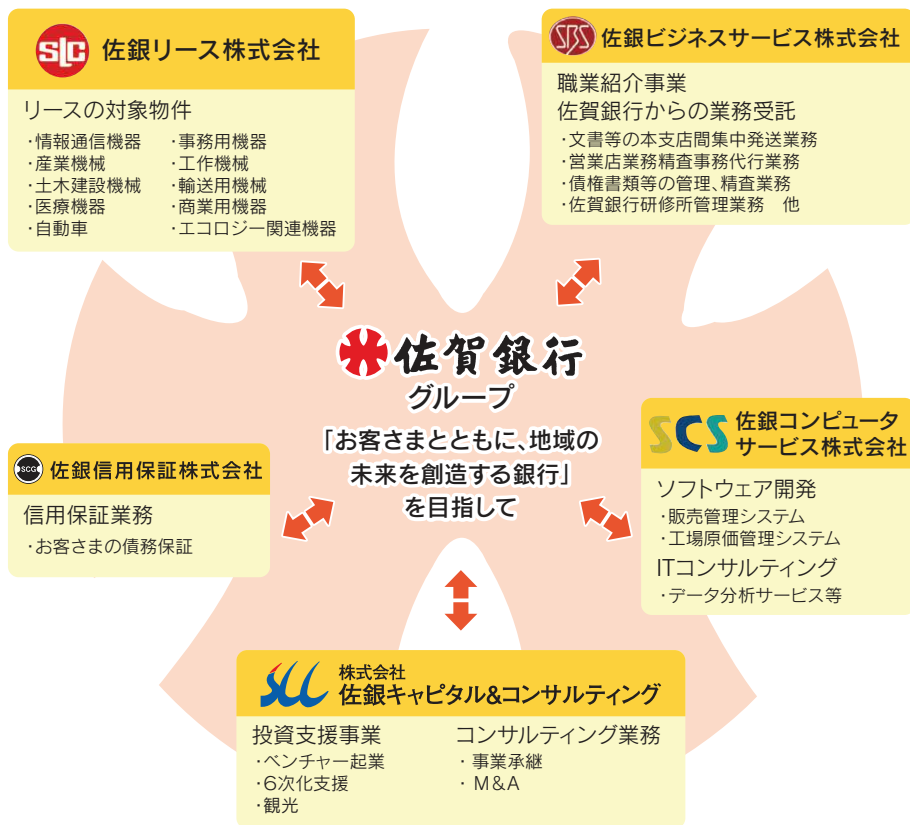 SLC 佐銀リース株式会社
リースの対象物件
・情報通信機器 ・事務用機器
・産業機械 ・工作機械
・土木建設機械 ・輸送用機械
・医療機器 ・商業用機器
・自動車 ・エコロジー関連機器
SBS 佐銀ビジネスサービス株式会社
職業紹介事業
佐賀銀行からの業務受託
・文書等の本支店間集中発送業務
・営業店業務精査事務代行業務
・債権書類等の管理、精査業務
・佐賀銀行研修所管理業務 他
佐賀銀行
グループ
「お客さまとともに、地域の
未来を創造する銀行」
を目指して
SCG 佐銀信用保証株式会社
信用保証業務
・お客さまの債務保証
SCS 佐銀コンピュータ
サービス株式会社
ソフトウェア開発
・販売管理システム
・工場原価管理システム
ITコンサルティング
・データ分析サービス等
株式会社
佐銀キャピタル&コンサルティング
投資支援事業
・ベンチャー起業
・6次化支援
・観光
コンサルティング業務
・事業承継
・M&A